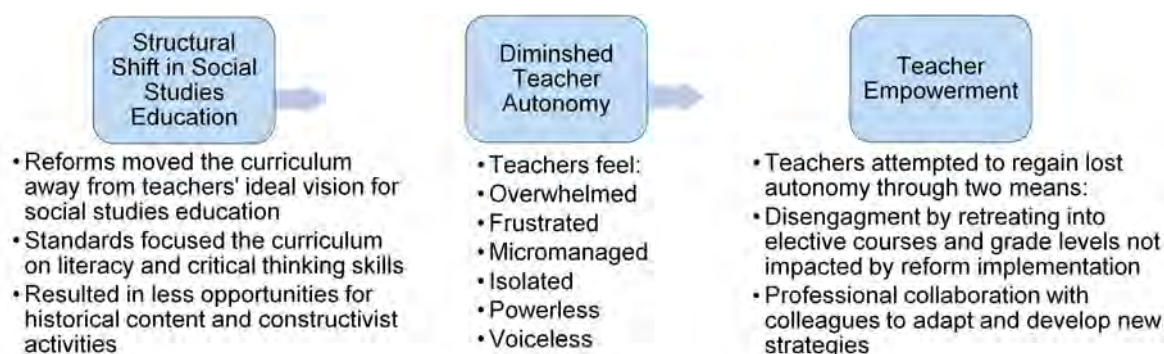 Structural
Shift in Social
Studies
Education
• Reforms moved the curriculum
away from teachers' ideal vision for
social studies education
• Standards focused the curriculum
on literacy and critical thinking skills
• Resulted in less opportunities for
historical content and constructivist
activities
Diminshed
Teacher
Autonomy
• Teachers feel:
• Overwhelmed
• Frustrated
• Micromanaged
• Isolated
• Powerless
• Voiceless
Teacher
Empowerment
• Teachers attempted to regain lost
autonomy through two means:
• Disengagment by retreating into
elective courses and grade levels not
impacted by reform implementation
• Professional collaboration with
colleagues to adapt and develop new
strategies